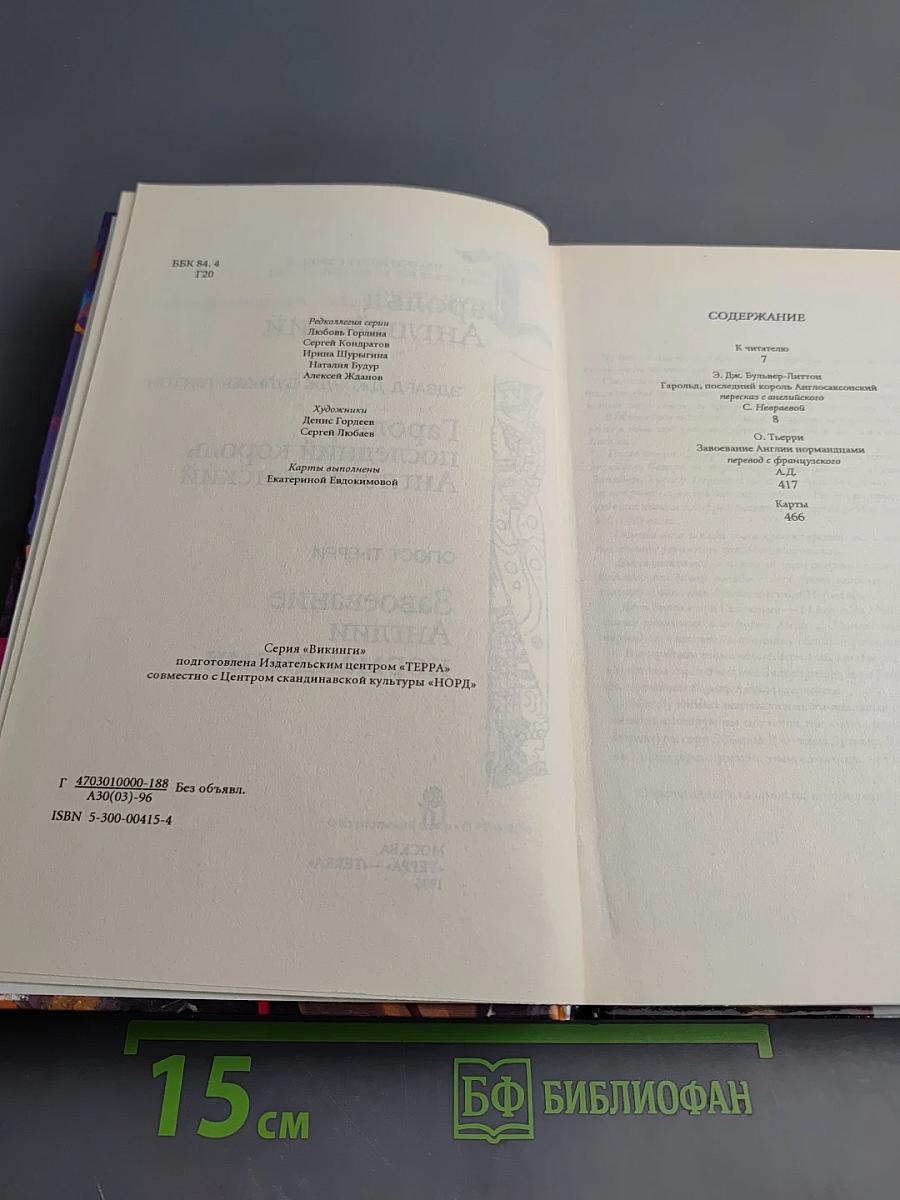 ББК 84. 4
Г20
Редколлегия серии
Любовь Горлина
Сергей Кондратов
Ирина Шурыгина
Наталия Будур
Алексей Жданов
Художники
Денис Гордеев
Сергей Любаев
Карты выполнены
Екатериной Евдокимовой
Серия «Викинги»
подготовлена Издательским центром «ТЕРРА»
совместно с Центром скандинавской культуры «НОРД»
Г 4703010000-188 Без объявл.
А30(03)-96
ISBN 5-300-00415-4
СОДЕРЖАНИЕ
К читателю
7
Э. Дж. Бульвер-Литтон
Гарольд, последний король Англосаксонский
пересказ с английского
С. Невраевой
8
О. Тьерри
Завоевание Англии нормандцами
перевод с французского
А.Д.
417
Карты
466
15 см
БФ БИБЛИОФАН